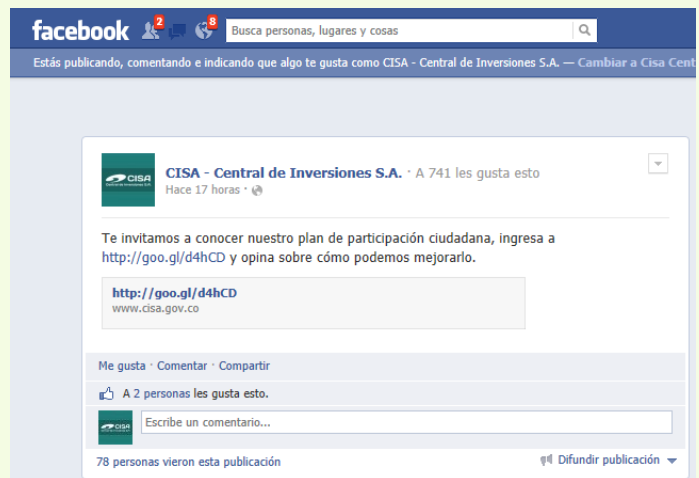 facebook 2 8 Busca personas, lugares y cosas
Estás publicando, comentando e indicando que algo te gusta como CISA - Central de Inversiones S.A. — Cambiar a Cisa Cent
CISA
CISA - Central de Inversiones S.A. · A 741 les gusta esto
Hace 17 horas ·
Te invitamos a conocer nuestro plan de participación ciudadana, ingresa a
http://goo.gl/d4hCD y opina sobre cómo podemos mejorarlo.
http://goo.gl/d4hCD
www.cisa.gov.co
Me gusta · Comentar · Compartir
A 2 personas les gusta esto.
CISA
Escribe un comentario...
78 personas vieron esta publicación
Difundir publicación